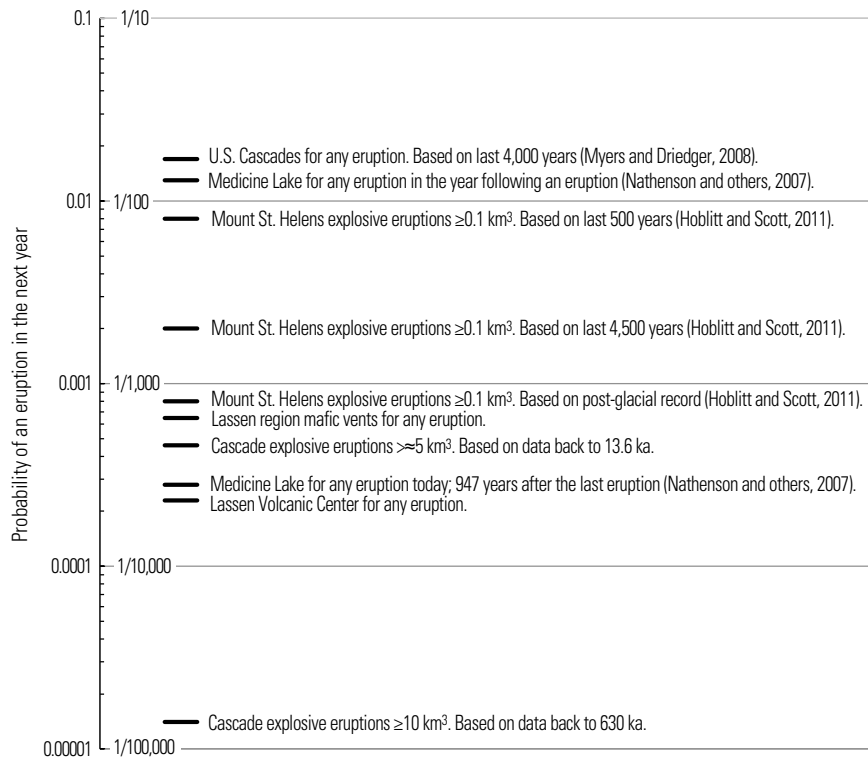 0.1 1/10
U.S. Cascades for any eruption. Based on last 4,000 years (Myers and Driedger, 2008).
Medicine Lake for any eruption in the year following an eruption (Nathenson and others, 2007).
0.01 1/100
Mount St. Helens explosive eruptions ≥0.1 km³. Based on last 500 years (Hoblitt and Scott, 2011).
Probability of an eruption in the next year
Mount St. Helens explosive eruptions ≥0.1 km³. Based on last 4,500 years (Hoblitt and Scott, 2011).
0.001 1/1,000
Mount St. Helens explosive eruptions ≥0.1 km³. Based on post-glacial record (Hoblitt and Scott, 2011).
Lassen region mafic vents for any eruption.
Cascade explosive eruptions >≈5 km³. Based on data back to 13.6 ka.
Medicine Lake for any eruption today; 947 years after the last eruption (Nathenson and others, 2007).
Lassen Volcanic Center for any eruption.
0.0001 1/10,000
Cascade explosive eruptions ≥10 km³. Based on data back to 630 ka.
0.00001 1/100,000